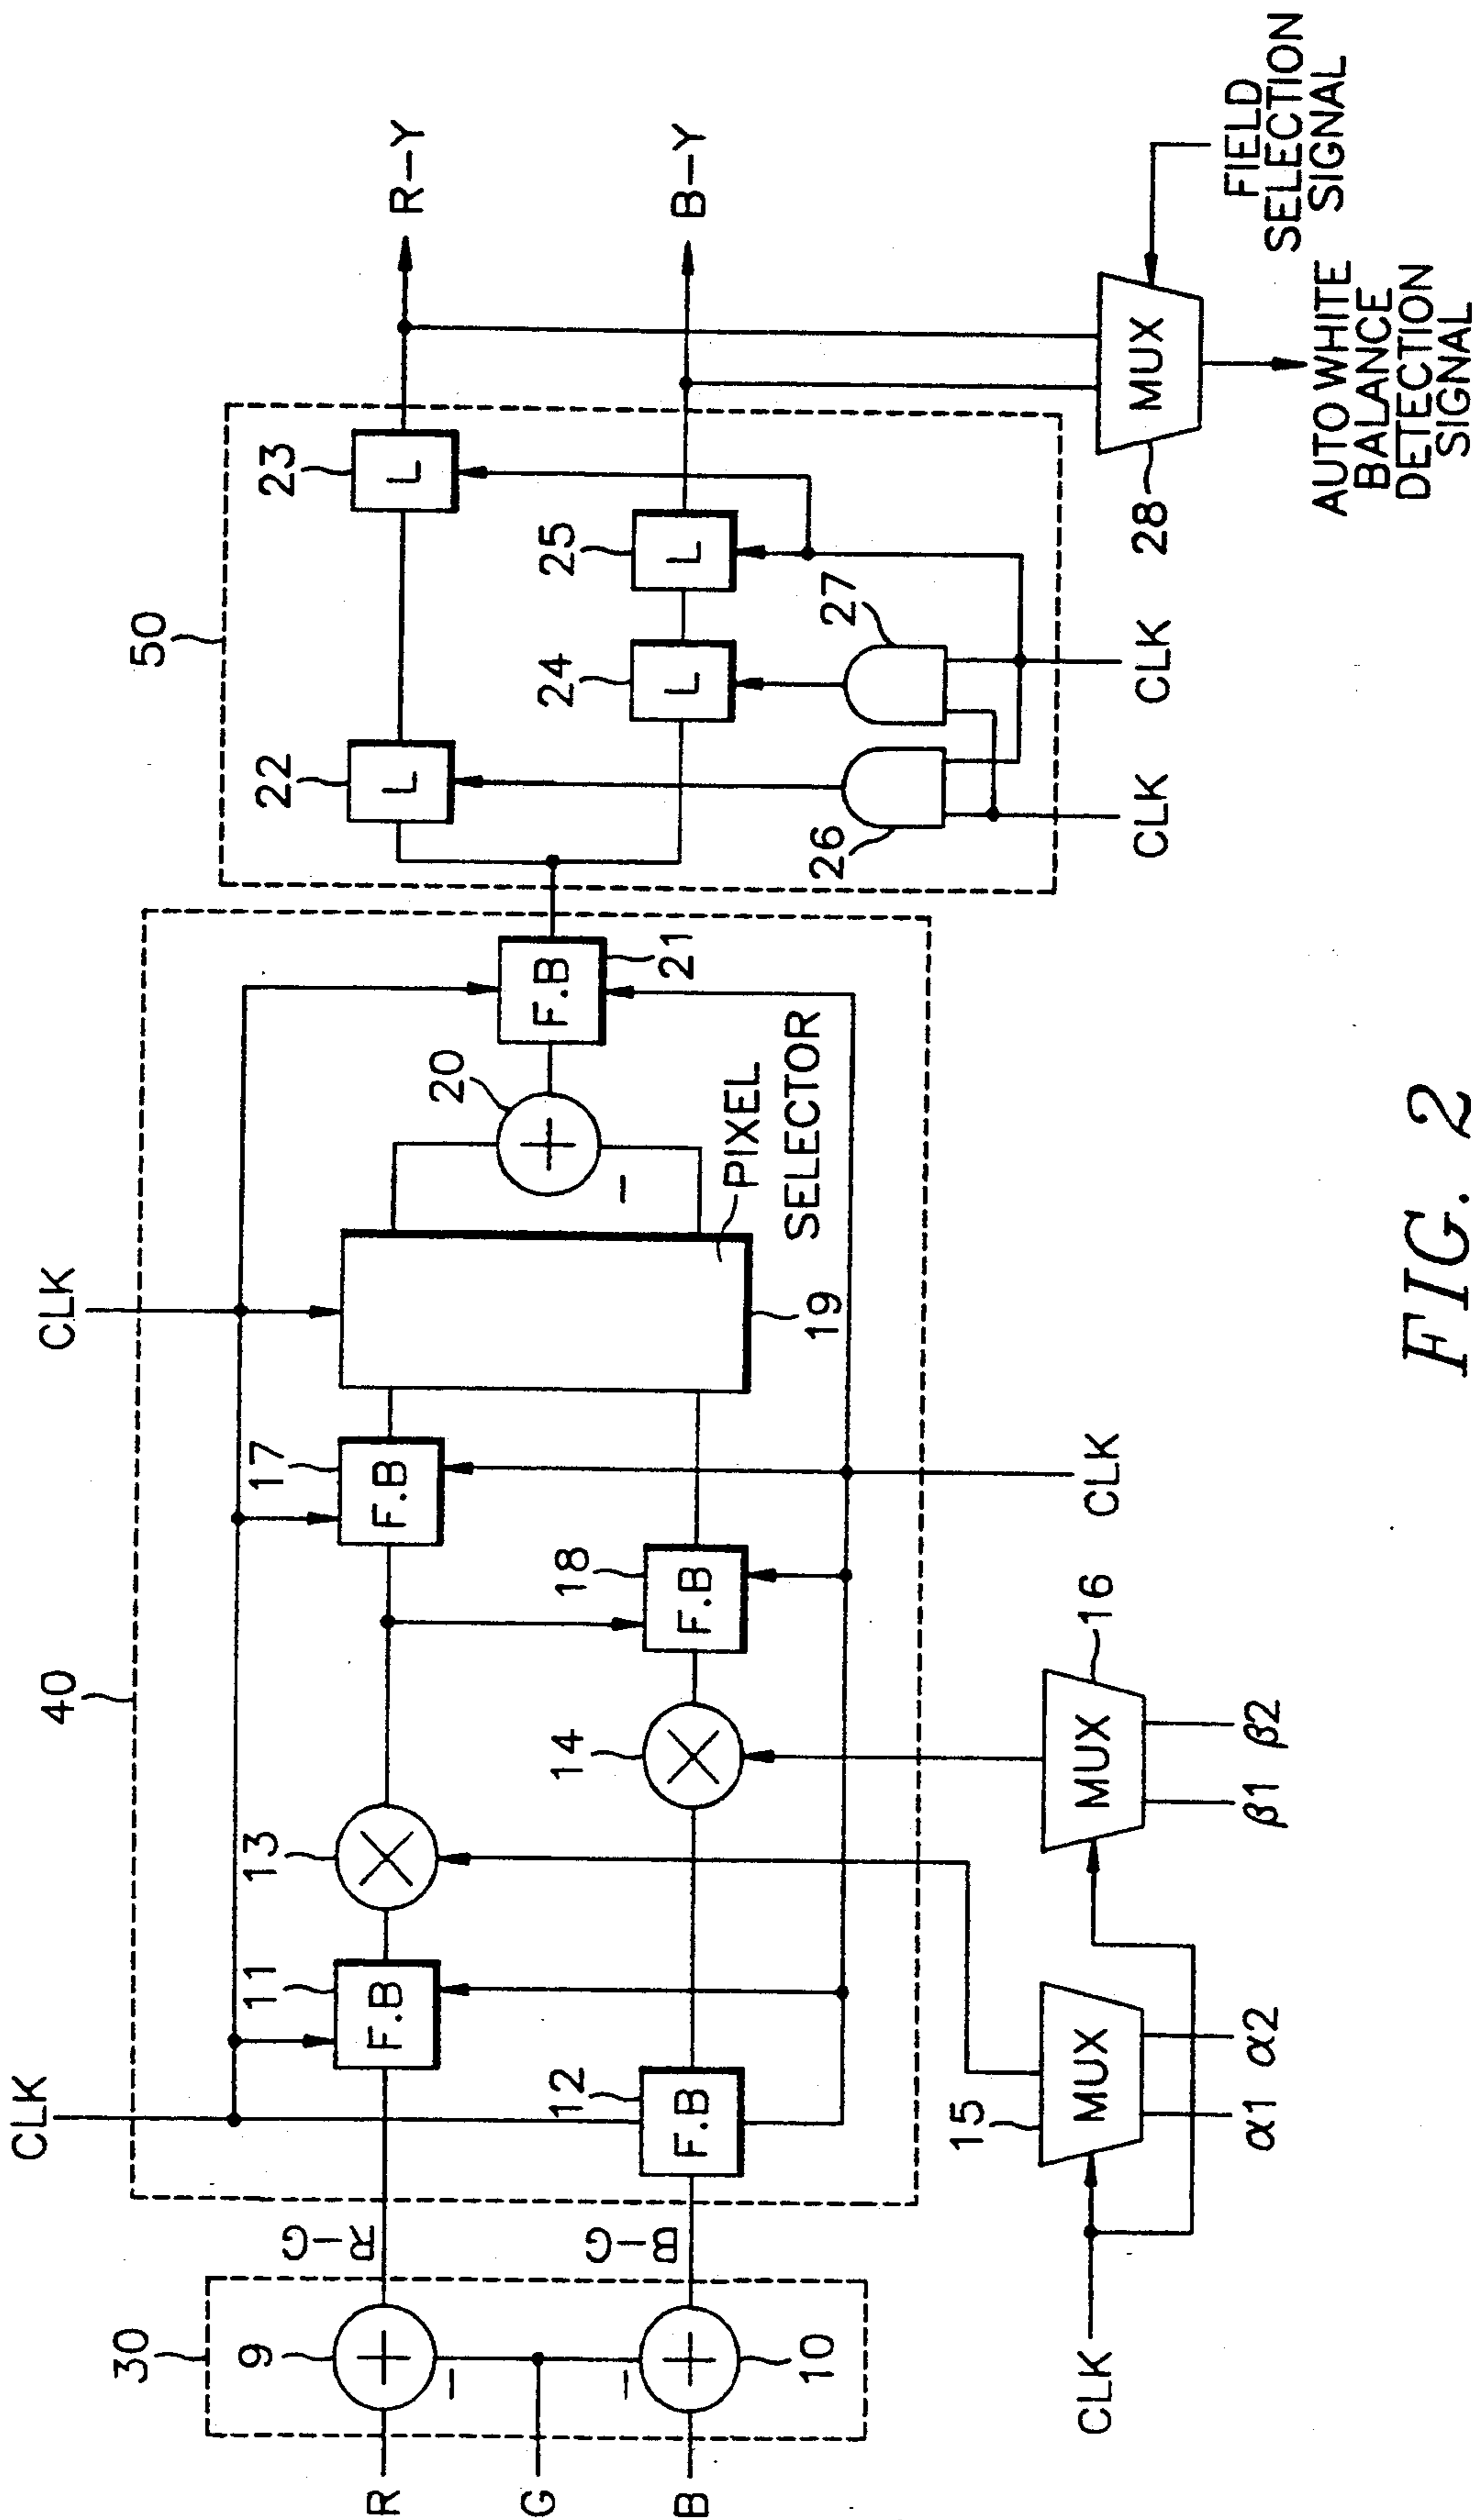 R
G
B
30
9
10
R-G
B-G
CLK
40
12
F.B
11
F.B
13
14
17
F.B
18
F.B
CLK
19
PIXEL
SELECTOR
20
21
F.B
50
22
L
23
L
24
L
25
L
26
27
R-Y
B-Y
CLK
15
MUX
α1
α2
16
MUX
β1
β2
CLK
CLK
CLK
28
MUX
FIELD
SELECTION
SIGNAL
AUTO WHITE
BALANCE
DETECTION
SIGNAL
FIG. 2